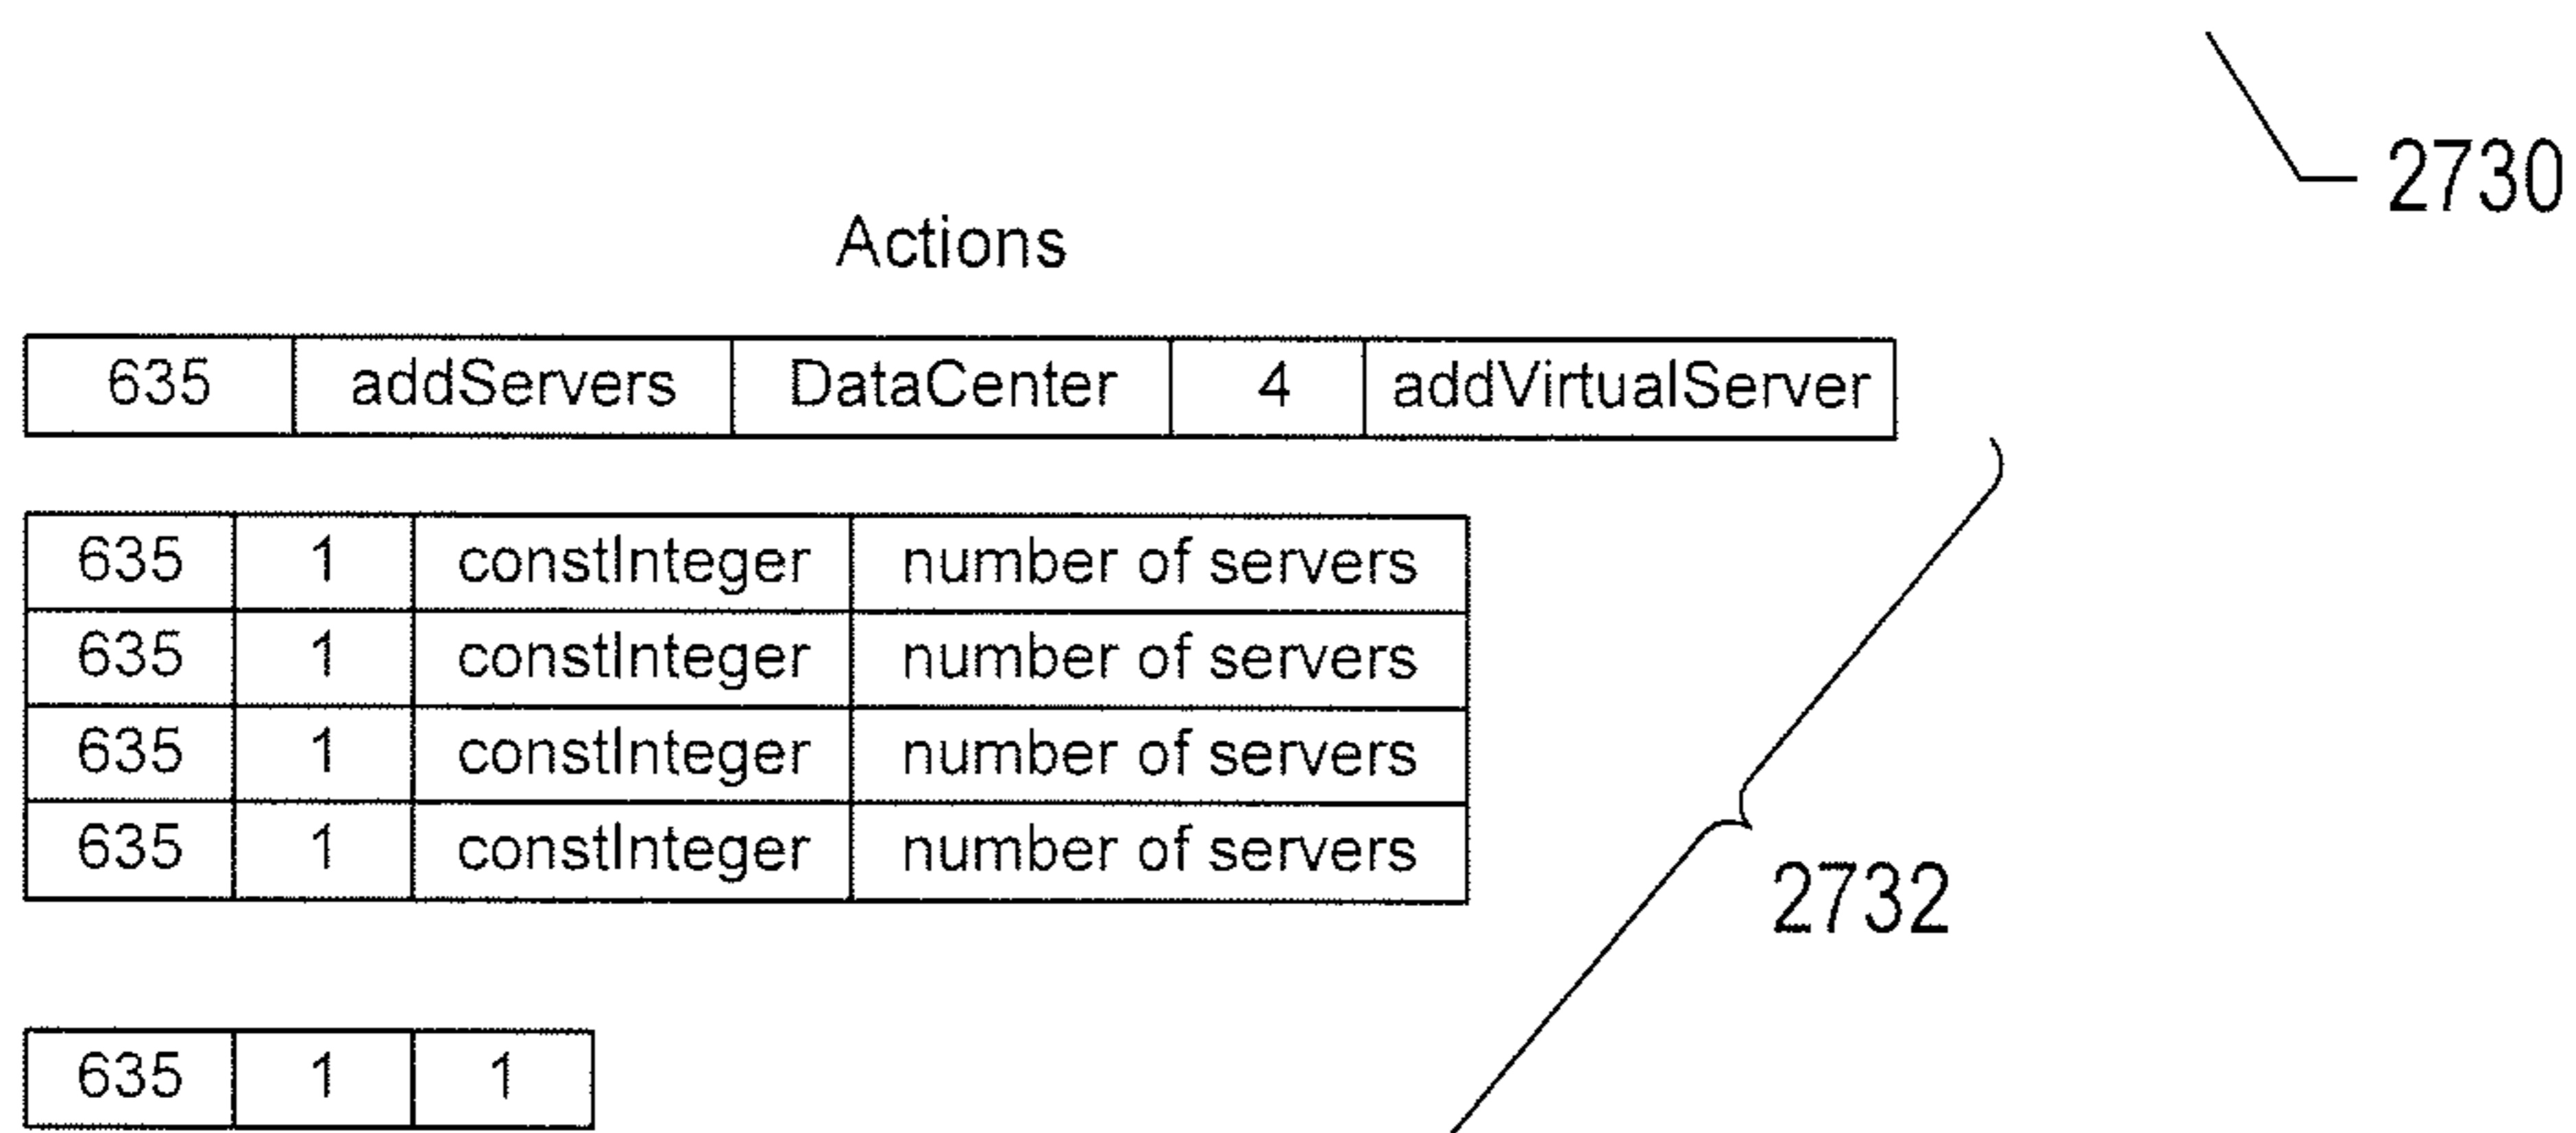 2730
Actions
635 addServers DataCenter 4 addVirtualServer
635 1 constInteger number of servers
635 1 constInteger number of servers
635 1 constInteger number of servers
635 1 constInteger number of servers
2732
635 1 1